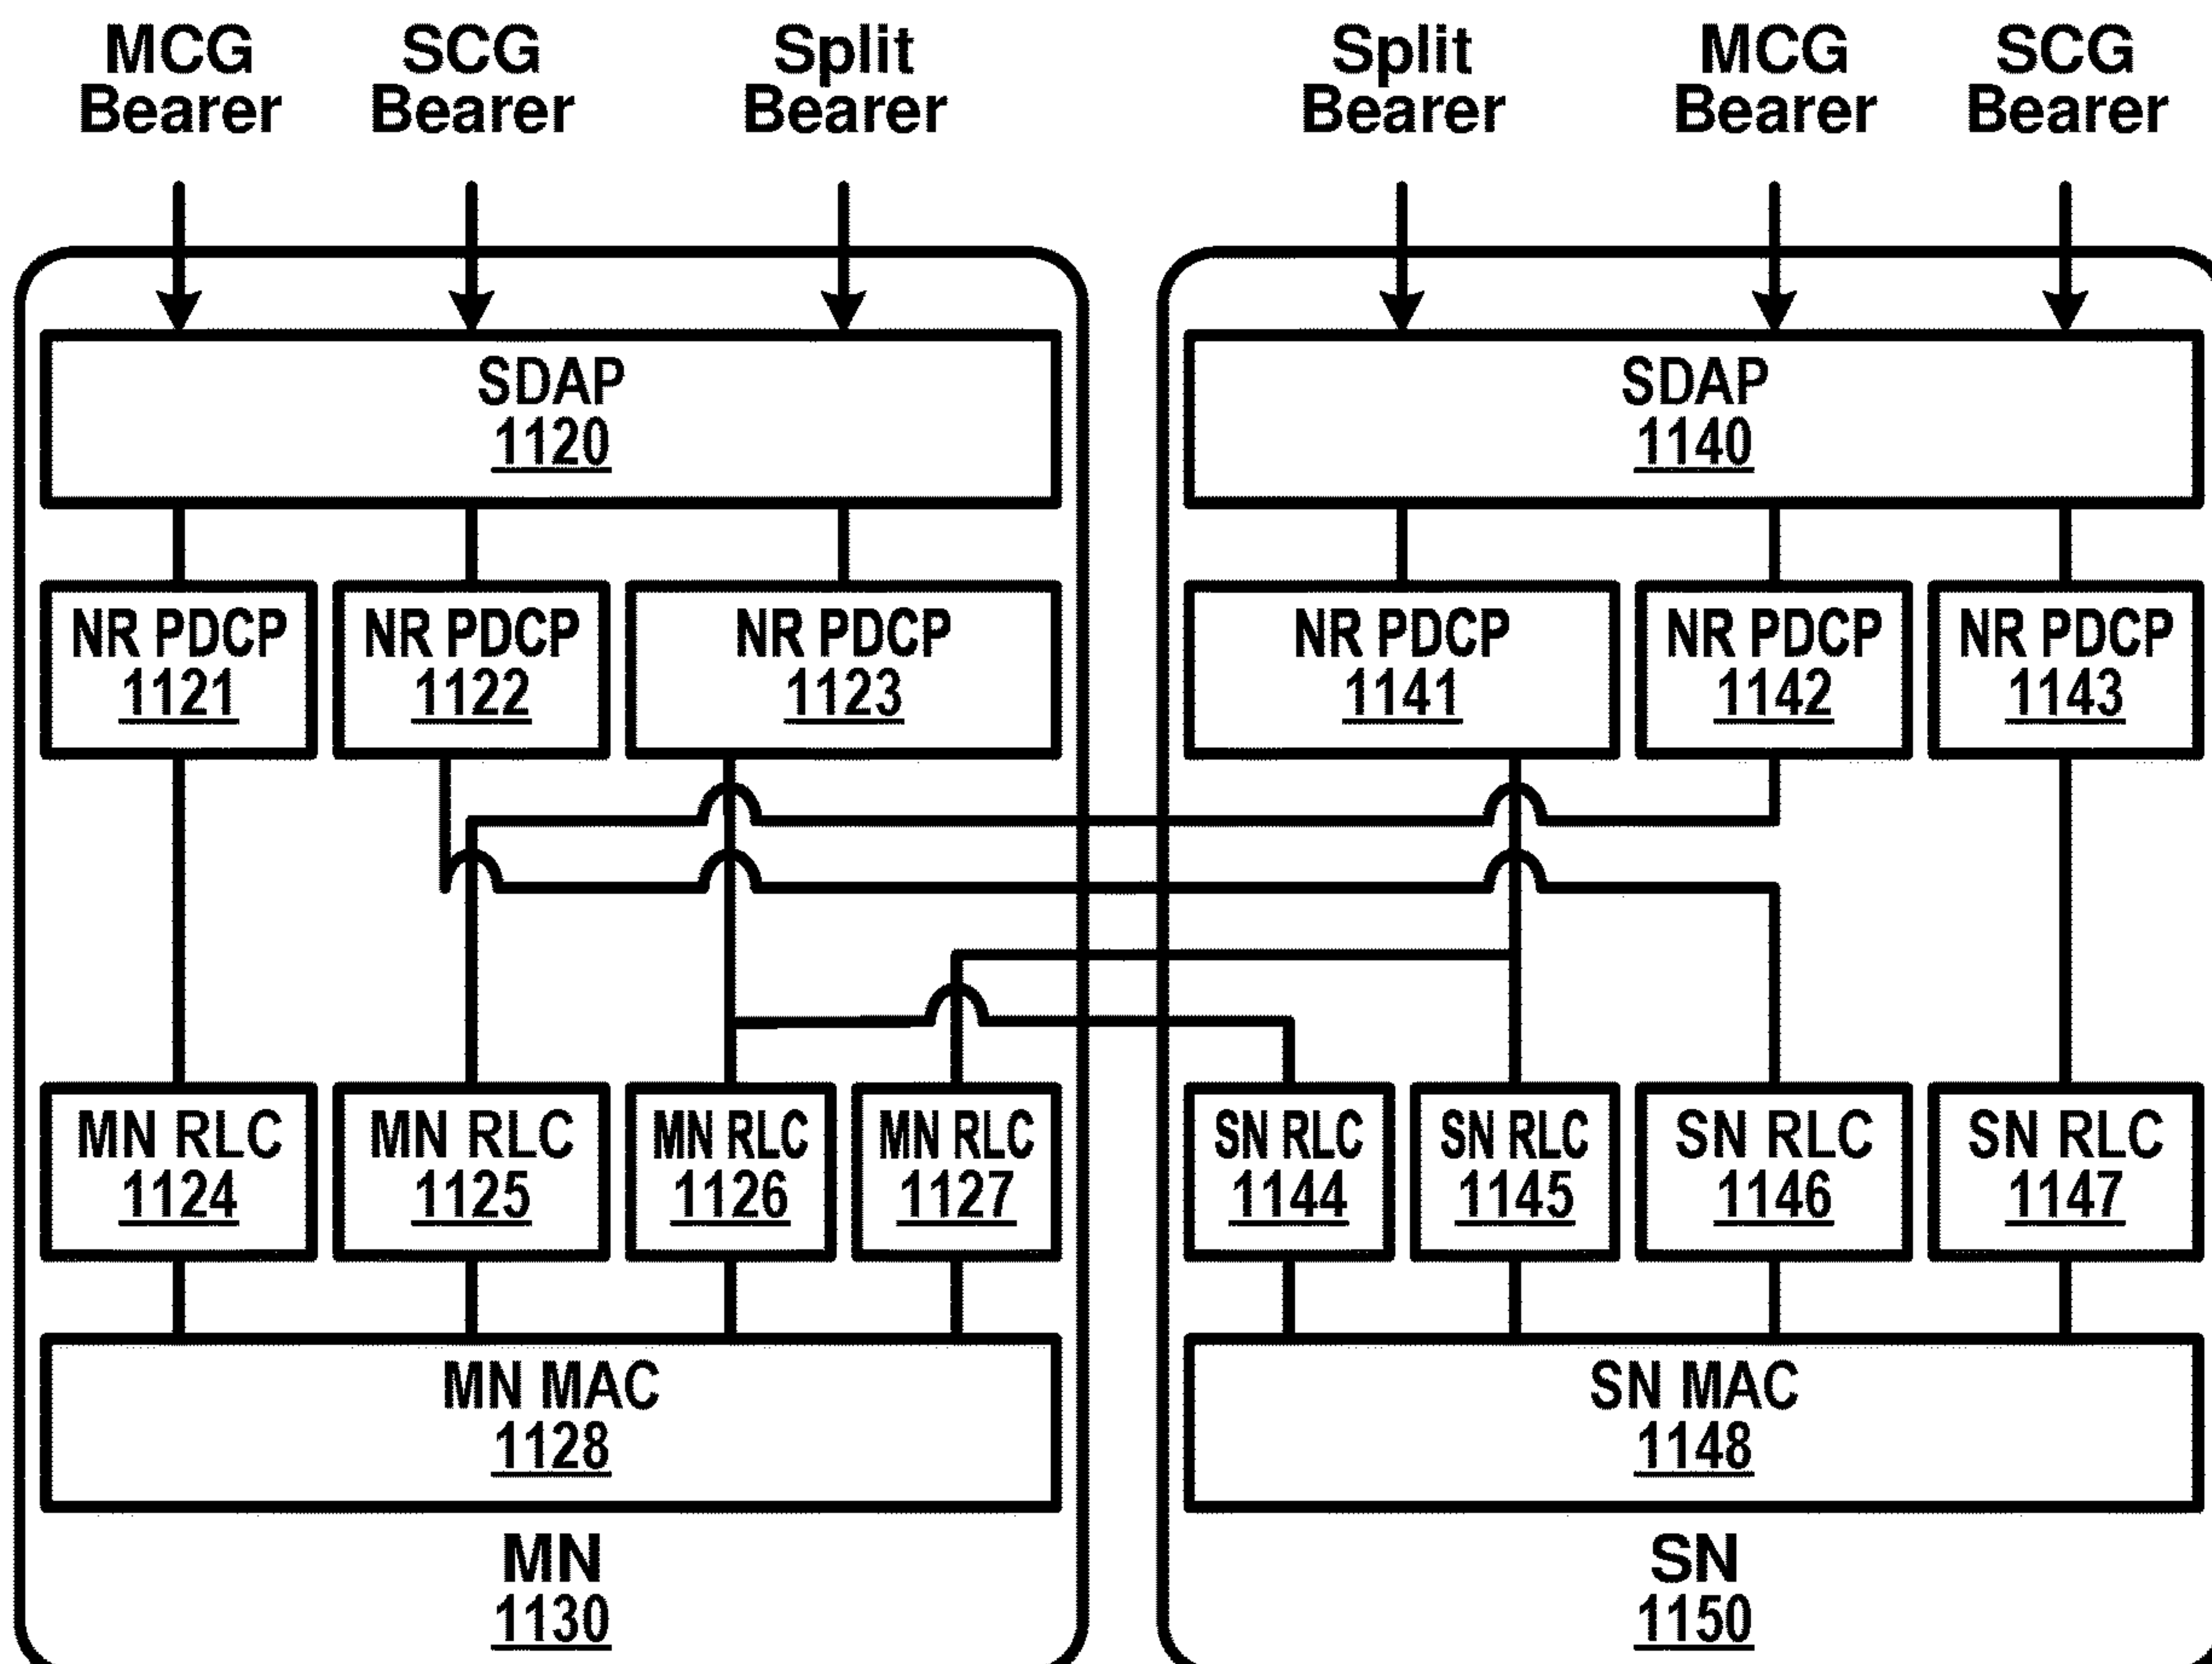 MCG
Bearer
SCG
Bearer
Split
Bearer
Split
Bearer
MCG
Bearer
SCG
Bearer
SDAP
1120
SDAP
1140
NR PDCP
1121
NR PDCP
1122
NR PDCP
1123
NR PDCP
1141
NR PDCP
1142
NR PDCP
1143
MN RLC
1124
MN RLC
1125
MN RLC
1126
MN RLC
1127
SN RLC
1144
SN RLC
1145
SN RLC
1146
SN RLC
1147
MN MAC
1128
SN MAC
1148
MN
1130
SN
1150